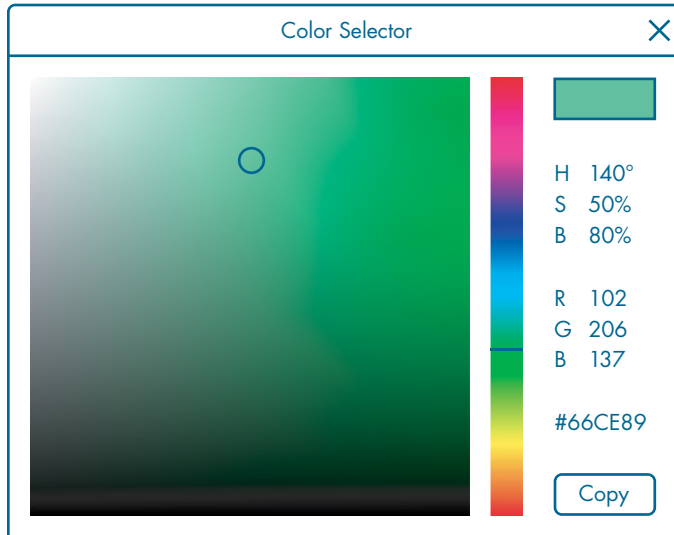 Color Selector
H 140°
S 50%
B 80%
R 102
G 206
B 137
#66CE89
Copy